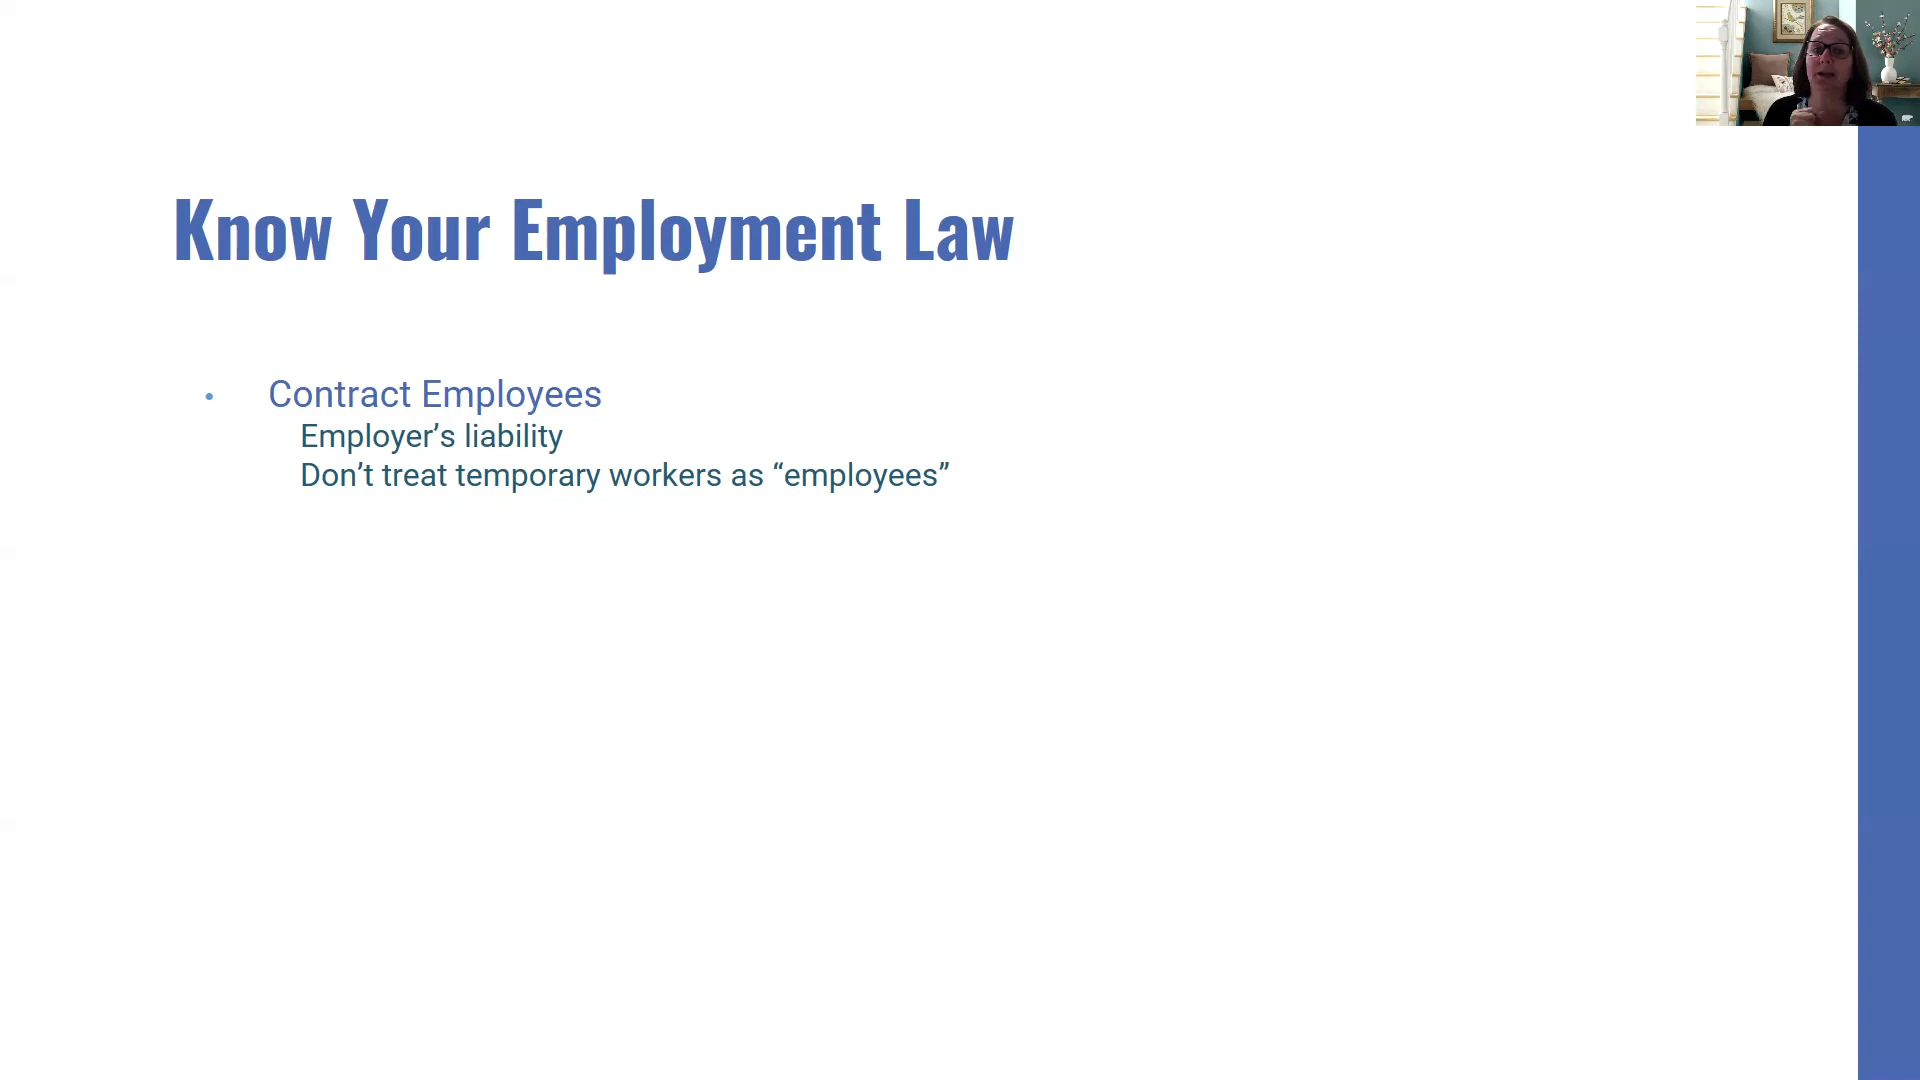 Know Your Employment Law
• Contract Employees
Employer’s liability
Don’t treat temporary workers as “employees”